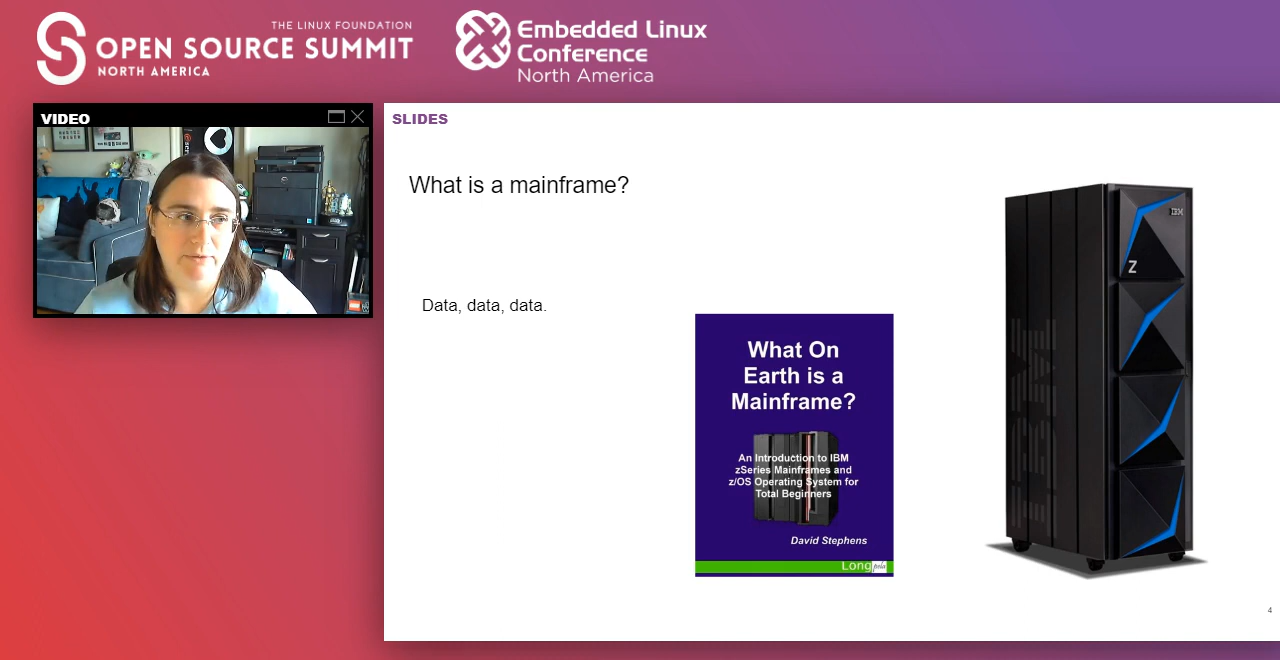 THE LINUX FOUNDATION
OPEN SOURCE SUMMIT
NORTH AMERICA
Embedded Linux
Conference
North America
VIDEO
SLIDES
What is a mainframe?
Data, data, data.
What On
Earth is a
Mainframe?
An Introduction to IBM
zSeries Mainframes and
z/OS Operating System for
Total Beginners
David Stephens
Longpela
IBM
Z
4